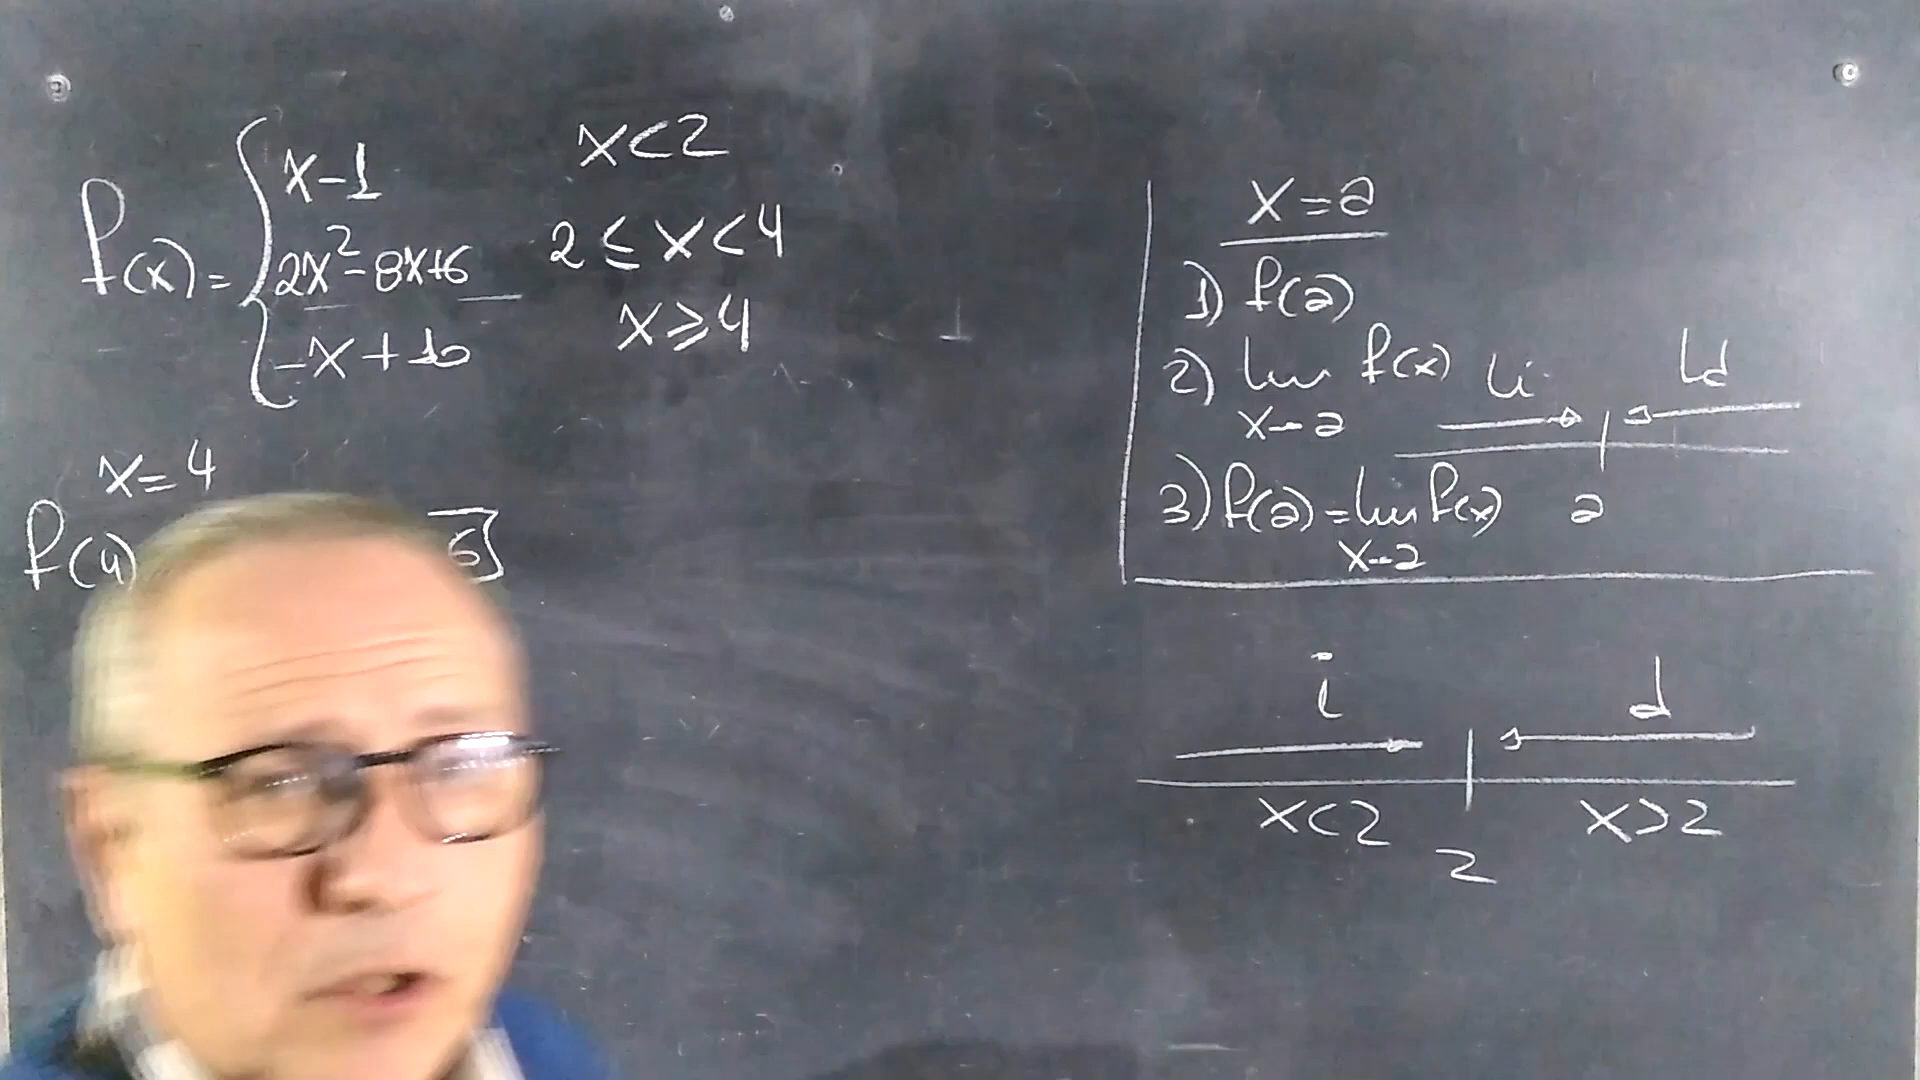 f(x) = { x-1 x<2
2x²-8x+6 2 ≤ x < 4
-x+10 x ≥ 4
x = 4
f(4) 6
x = a
1) f(a)
2) lim f(x) Li Ld
x→a
3) f(a) = lim f(x) a
x→a
i d
x<2 x>2
2